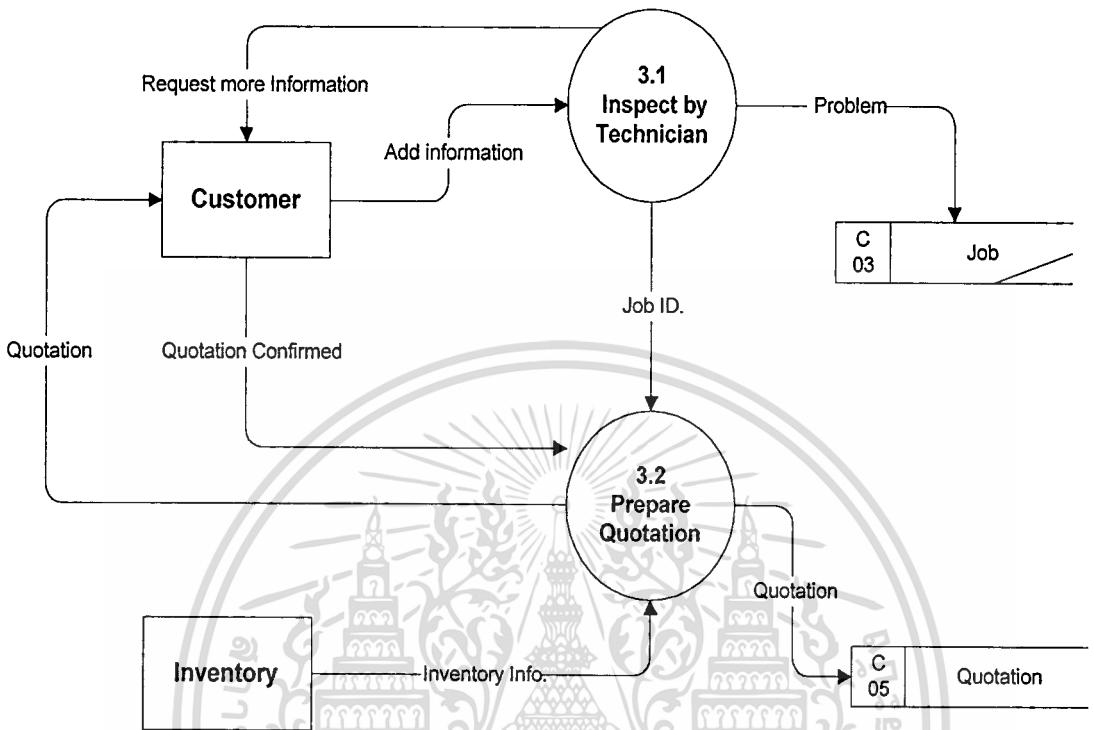 3.1
Inspect by
Technician
Request more Information
Problem
Add information
Customer
C
03
Job
Job ID.
Quotation
Quotation Confirmed
3.2
Prepare
Quotation
Quotation
Inventory
Inventory Info.
C
05
Quotation